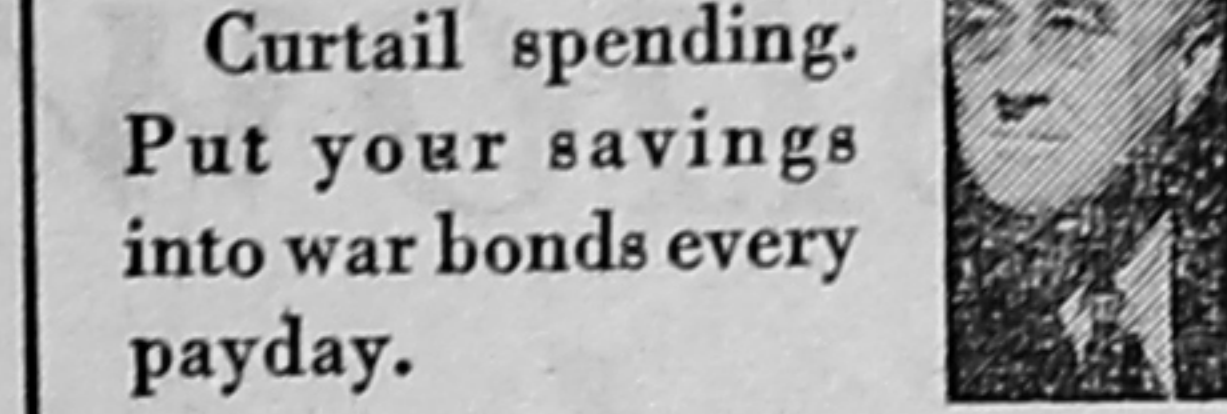 Curtail spending.
Put your savings
into war bonds every
payday.